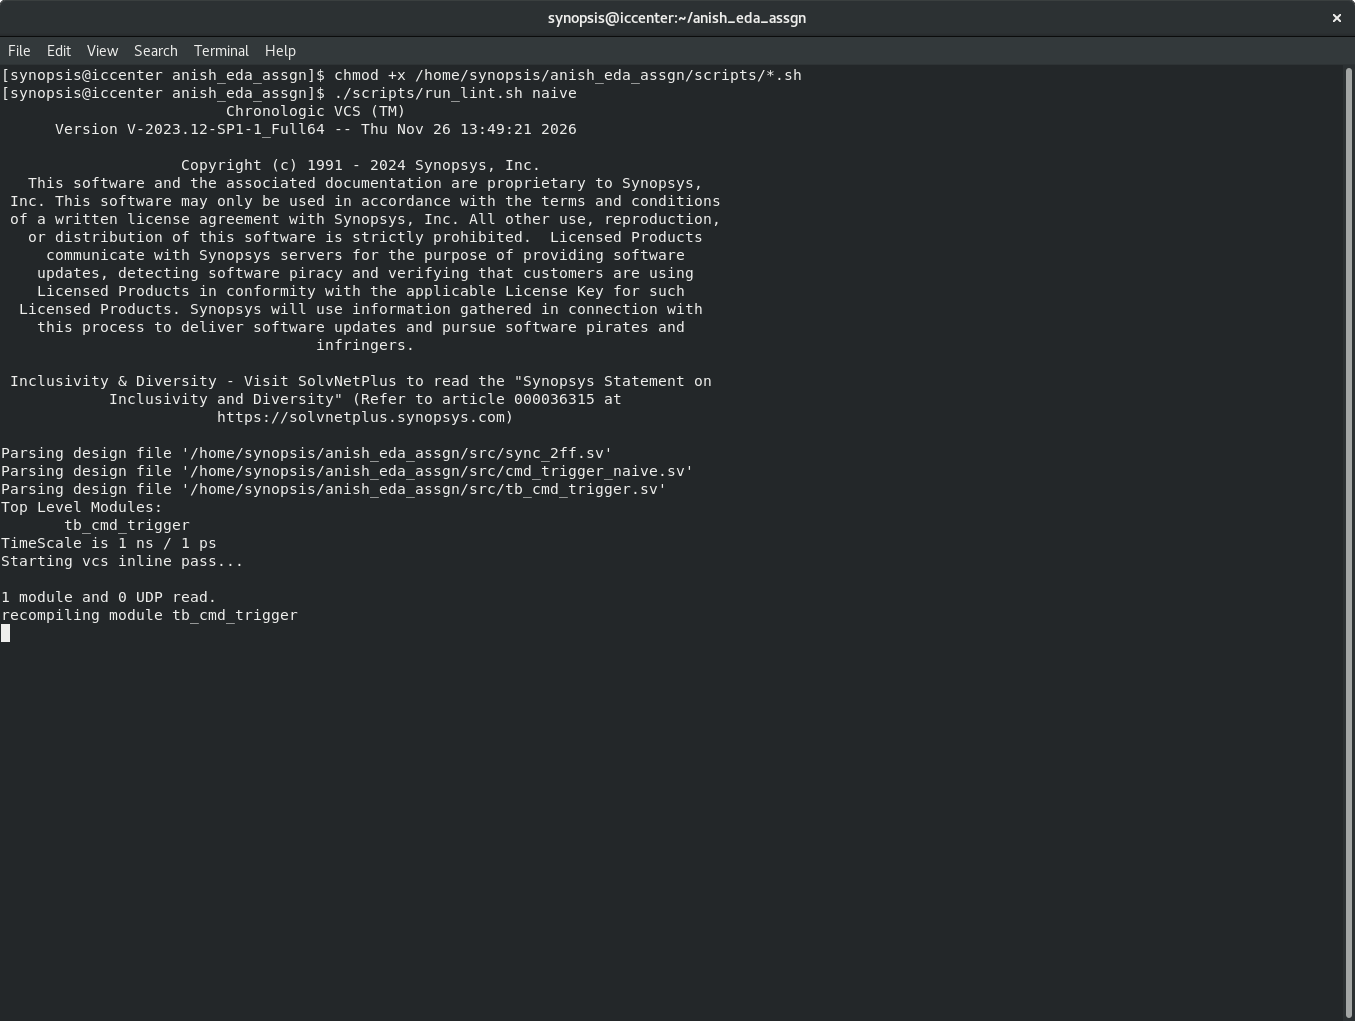 synopsis@iccenter:~/anish_eda_assgn
File Edit View Search Terminal Help
[synopsis@iccenter anish_eda_assgn]$ chmod +x /home/synopsis/anish_eda_assgn/scripts/*.sh
[synopsis@iccenter anish_eda_assgn]$ ./scripts/run_lint.sh naive
Chronologic VCS (TM)
Version V-2023.12-SP1-1_Full64 -- Thu Nov 26 13:49:21 2026
Copyright (c) 1991 - 2024 Synopsys, Inc.
This software and the associated documentation are proprietary to Synopsys,
Inc. This software may only be used in accordance with the terms and conditions
of a written license agreement with Synopsys, Inc. All other use, reproduction,
or distribution of this software is strictly prohibited.  Licensed Products
communicate with Synopsys servers for the purpose of providing software
updates, detecting software piracy and verifying that customers are using
Licensed Products in conformity with the applicable License Key for such
Licensed Products. Synopsys will use information gathered in connection with
this process to deliver software updates and pursue software pirates and
infringers.
Inclusivity & Diversity - Visit SolvNetPlus to read the "Synopsys Statement on
Inclusivity and Diversity" (Refer to article 000036315 at
https://solvnetplus.synopsys.com)
Parsing design file '/home/synopsis/anish_eda_assgn/src/sync_2ff.sv'
Parsing design file '/home/synopsis/anish_eda_assgn/src/cmd_trigger_naive.sv'
Parsing design file '/home/synopsis/anish_eda_assgn/src/tb_cmd_trigger.sv'
Top Level Modules:
tb_cmd_trigger
TimeScale is 1 ns / 1 ps
Starting vcs inline pass...
1 module and 0 UDP read.
recompiling module tb_cmd_trigger